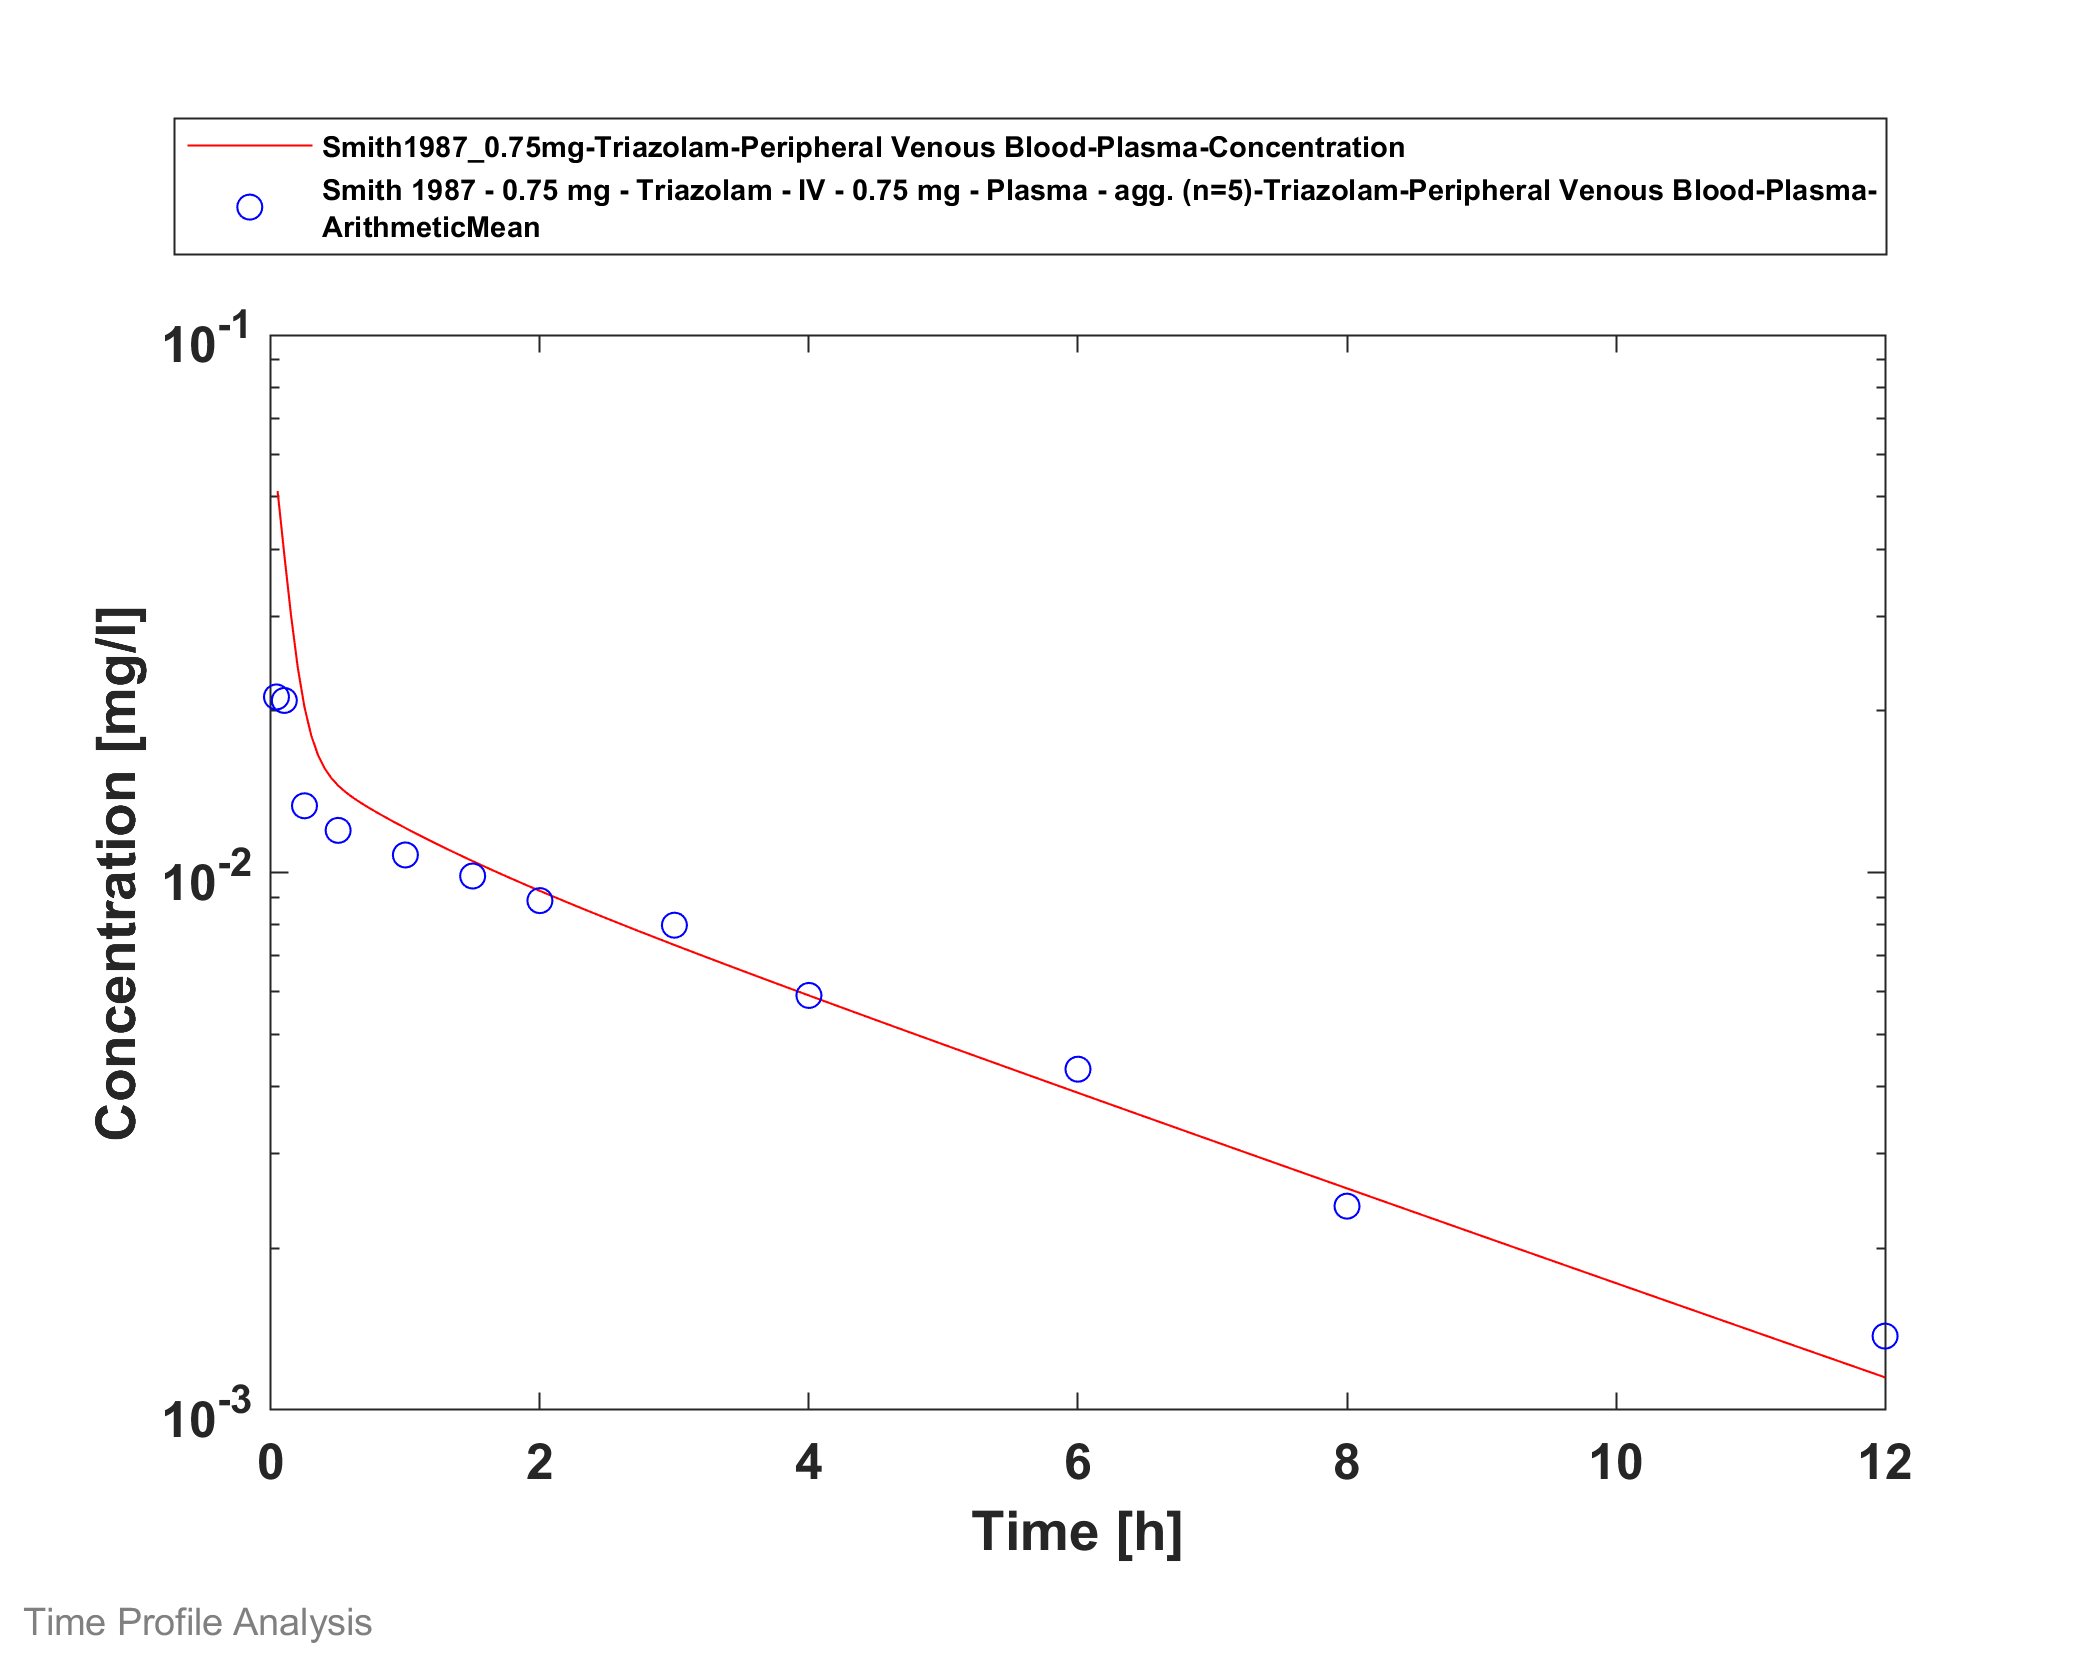 Smith1987_0.75mg-Triazolam-Peripheral Venous Blood-Plasma-Concentration
Smith 1987 - 0.75 mg - Triazolam - IV - 0.75 mg - Plasma - agg. (n=5)-Triazolam-Peripheral Venous Blood-Plasma-
ArithmeticMean
10^-1
10^-2
10^-3
Concentration [mg/l]
0 2 4 6 8 10 12
Time [h]
Time Profile Analysis